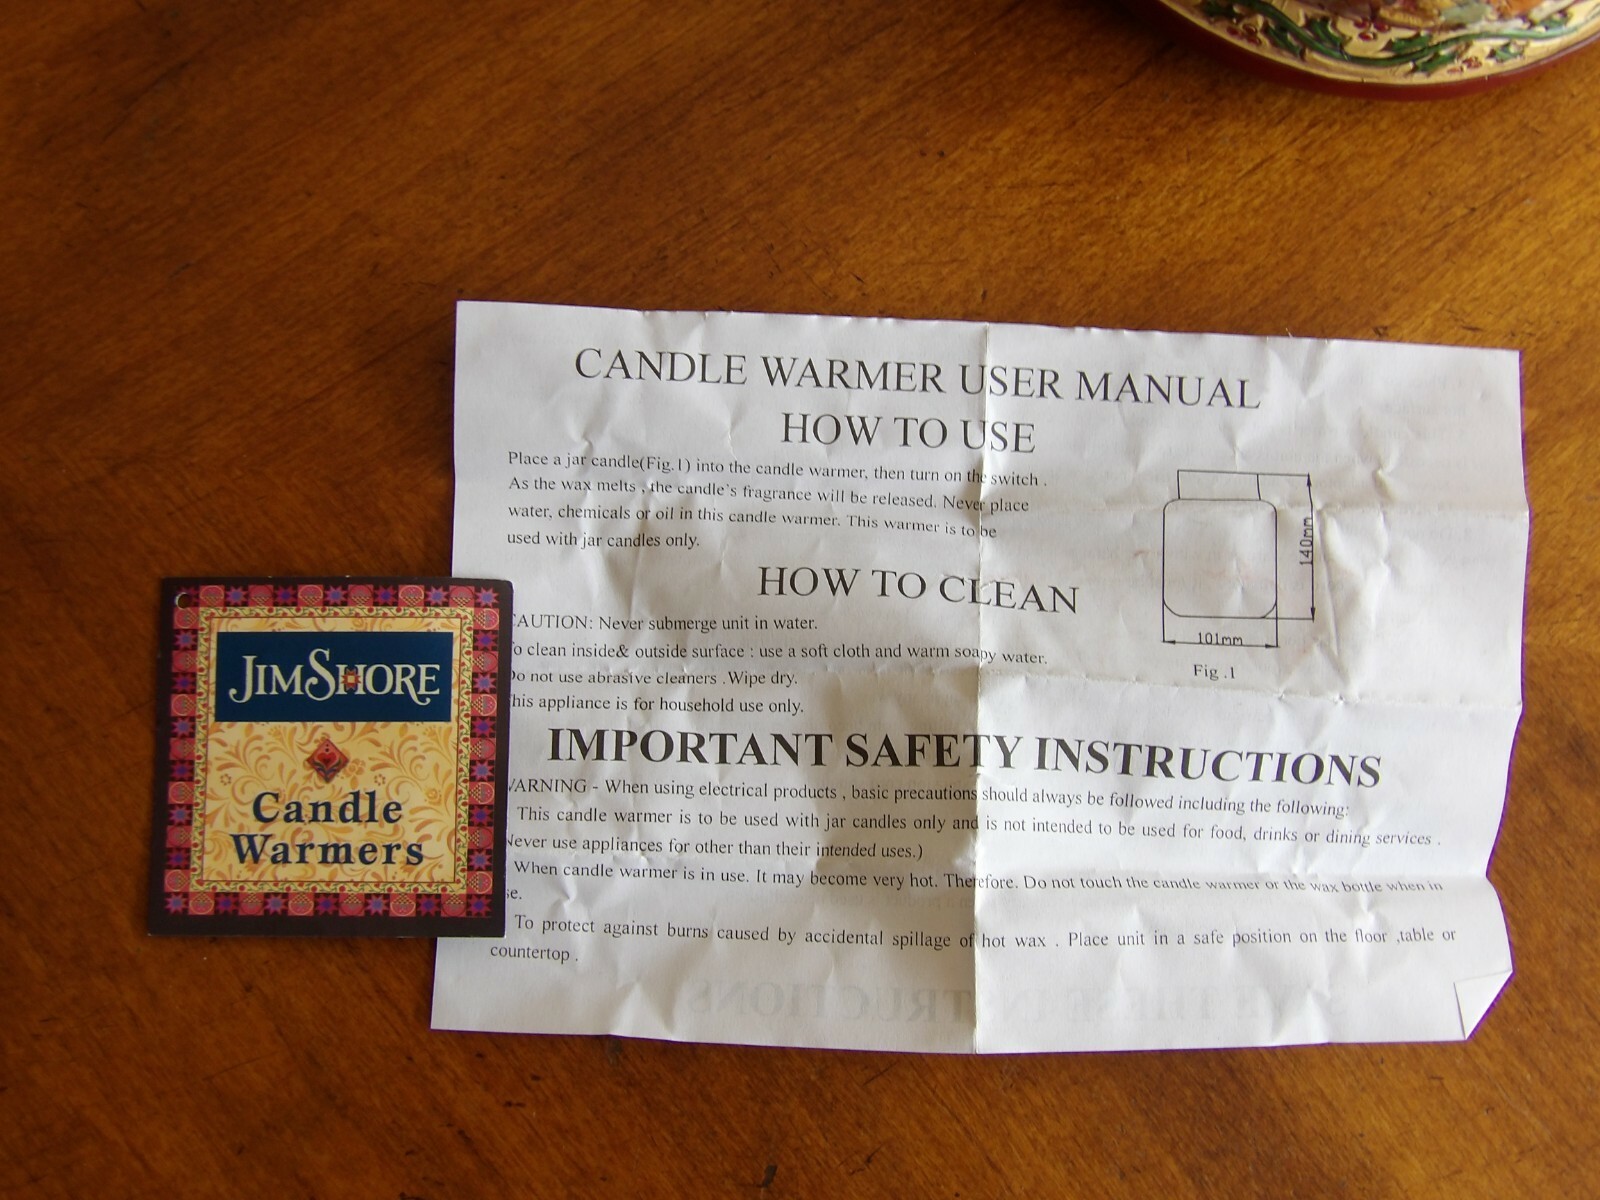 CANDLE WARMER USER MANUAL
HOW TO USE
Place a jar candle(Fig.1) into the candle warmer, then turn on the switch .
As the wax melts , the candle's fragrance will be released. Never place
water, chemicals or oil in this candle warmer. This warmer is to be
used with jar candles only.
140mm
101mm
Fig .1
HOW TO CLEAN
AUTION: Never submerge unit in water.
o clean inside& outside surface : use a soft cloth and warm soapy water.
Do not use abrasive cleaners .Wipe dry.
his appliance is for household use only.
IMPORTANT SAFETY INSTRUCTIONS
WARNING - When using electrical products , basic precautions should always be followed including the following:
This candle warmer is to be used with jar candles only and is not intended to be used for food, drinks or dining services .
Never use appliances for other than their intended uses.)
When candle warmer is in use. It may become very hot. Therefore. Do not touch the candle warmer or the wax bottle when in
se.
To protect against burns caused by accidental spillage of hot wax . Place unit in a safe position on the floor ,table or
countertop .
JIM SHORE
Candle
Warmers